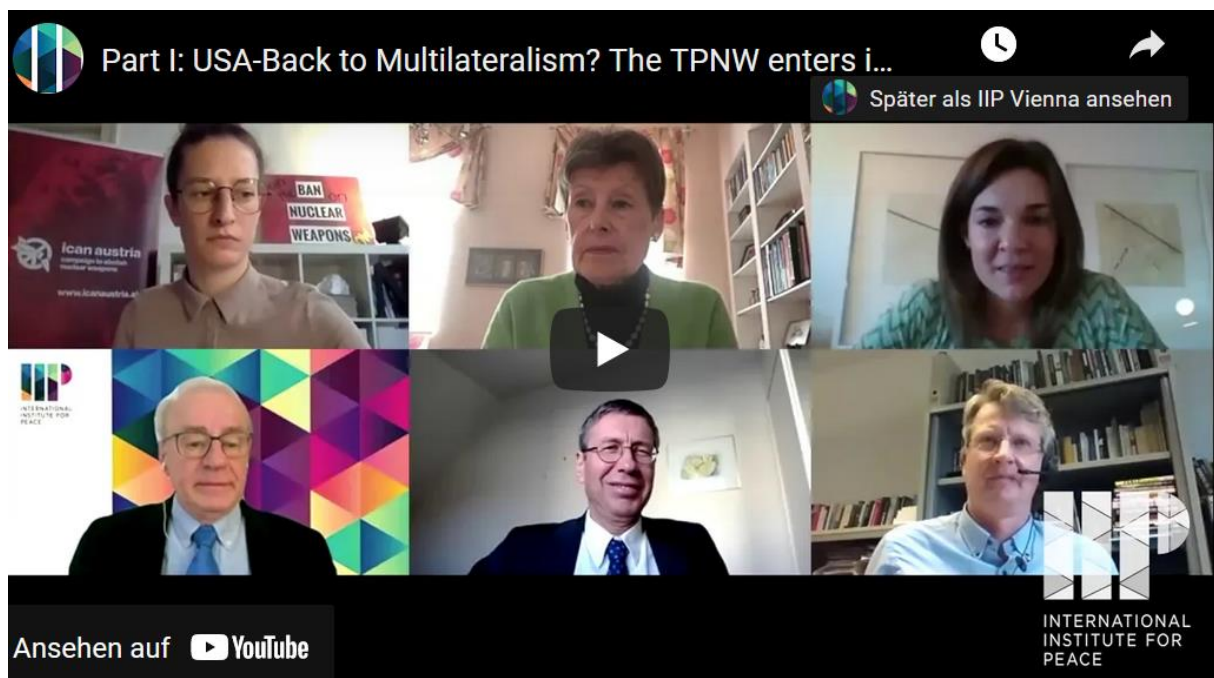 Part I: USA-Back to Multilateralism? The TPNW enters i...
Später als IIP Vienna ansehen
BAN
NUCLEAR
WEAPONS
ican austria
campaign to abolish
nuclear weapons
www.icanaustria.at
IIP
INTERNATIONAL
INSTITUTE FOR
PEACE
IIP
INTERNATIONAL
INSTITUTE FOR
PEACE
Ansehen auf YouTube